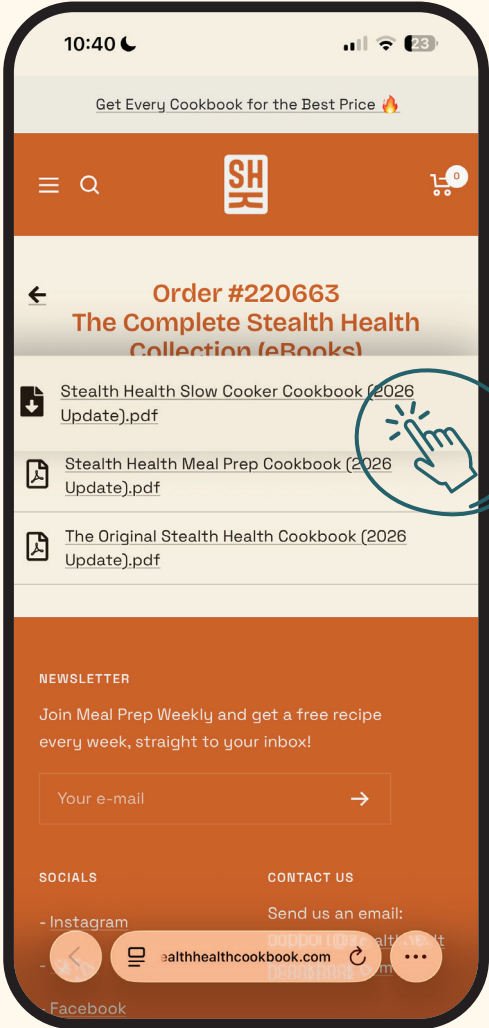 10:40
23
Get Every Cookbook for the Best Price
SH
0
Order #220663
The Complete Stealth Health
Collection (eBooks)
Stealth Health Slow Cooker Cookbook (2026
Update).pdf
Stealth Health Meal Prep Cookbook (2026
Update).pdf
The Original Stealth Health Cookbook (2026
Update).pdf
NEWSLETTER
Join Meal Prep Weekly and get a free recipe
every week, straight to your inbox!
Your e-mail
SOCIALS
CONTACT US
- Instagram
Send us an email:
-
ealthhealthcookbook.com
- Facebook